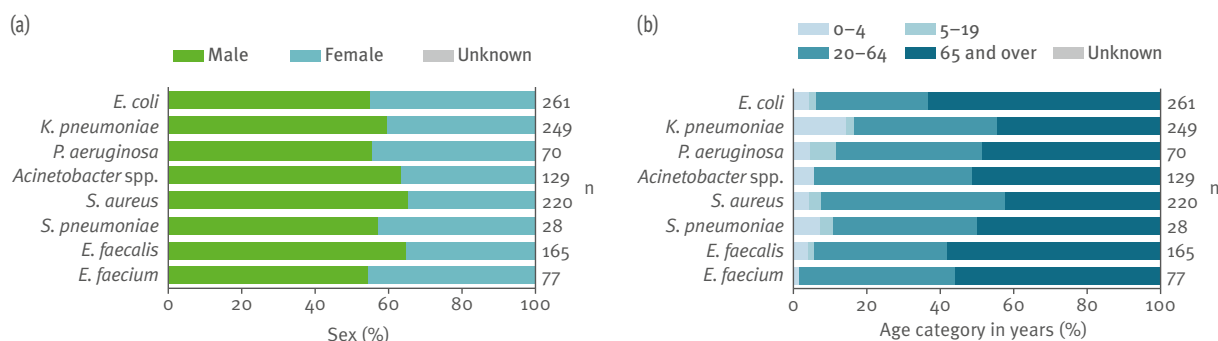 (a)
Male Female Unknown
E. coli 261
K. pneumoniae 249
P. aeruginosa 70
Acinetobacter spp. 129
S. aureus 220
S. pneumoniae 28
E. faecalis 165
E. faecium 77
n
0 20 40 60 80 100
Sex (%)
(b)
0–4 5–19
20–64 65 and over Unknown
E. coli 261
K. pneumoniae 249
P. aeruginosa 70
Acinetobacter spp. 129
S. aureus 220
S. pneumoniae 28
E. faecalis 165
E. faecium 77
n
0 20 40 60 80 100
Age category in years (%)